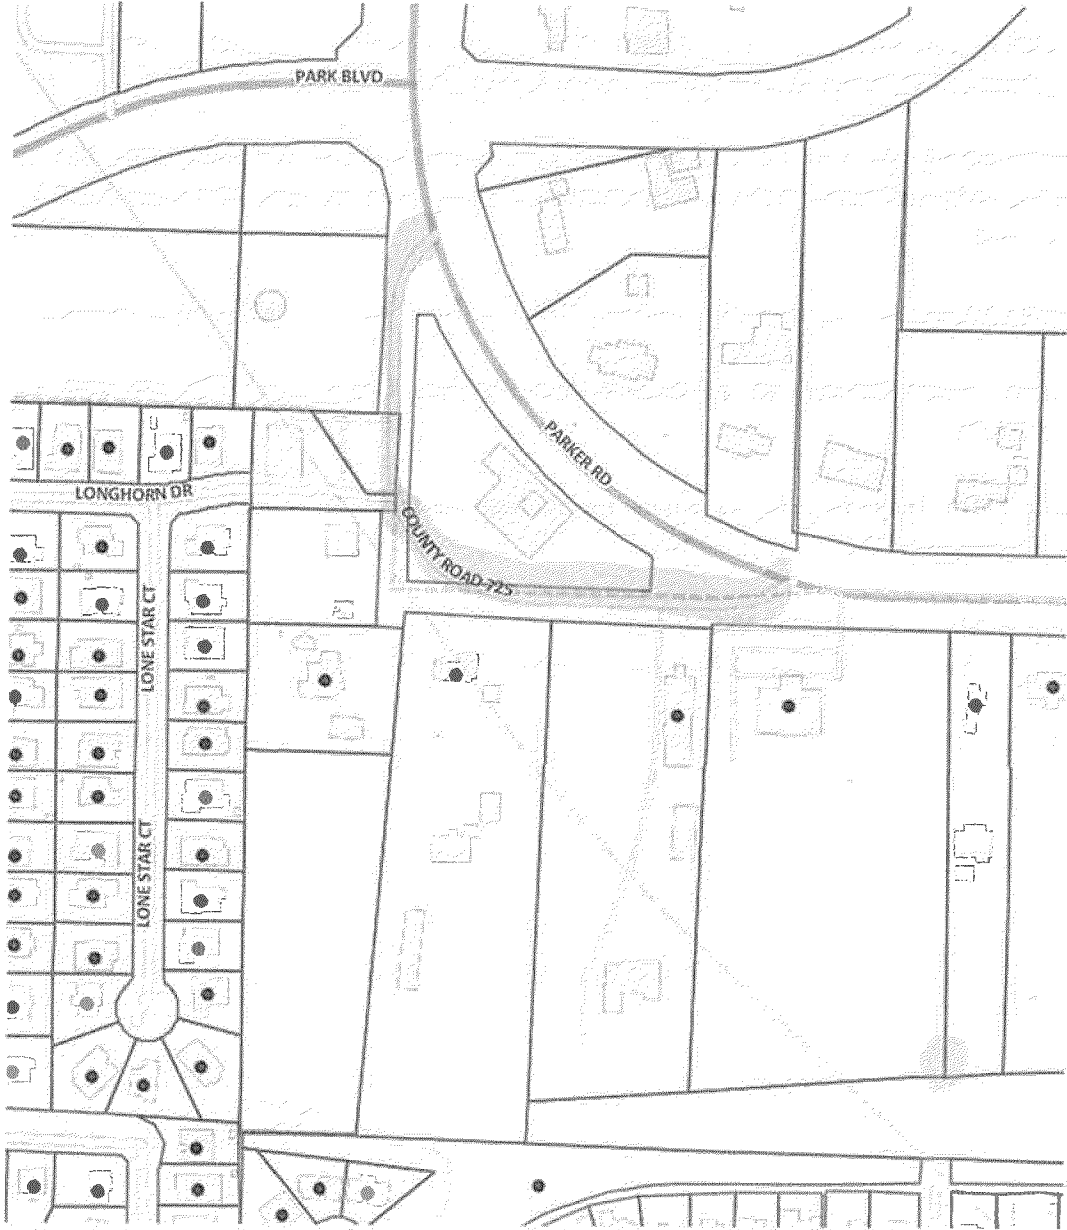 PARK BLVD
PARKER RD
LONGHORN DR
COUNTY ROAD 725
LONE STAR CT
LONE STAR CT